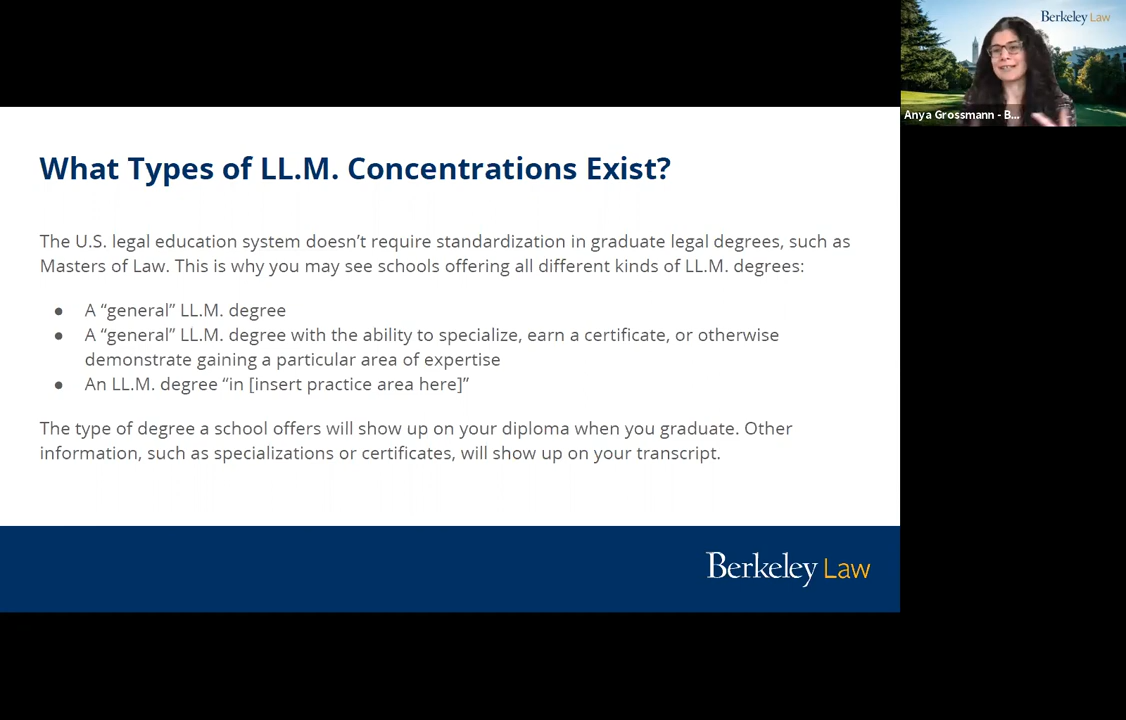 Berkeley Law
Anya Grossmann - B...
What Types of LL.M. Concentrations Exist?
The U.S. legal education system doesn’t require standardization in graduate legal degrees, such as
Masters of Law. This is why you may see schools offering all different kinds of LL.M. degrees:
● A “general” LL.M. degree
● A “general” LL.M. degree with the ability to specialize, earn a certificate, or otherwise
demonstrate gaining a particular area of expertise
● An LL.M. degree “in [insert practice area here]”
The type of degree a school offers will show up on your diploma when you graduate. Other
information, such as specializations or certificates, will show up on your transcript.
Berkeley Law